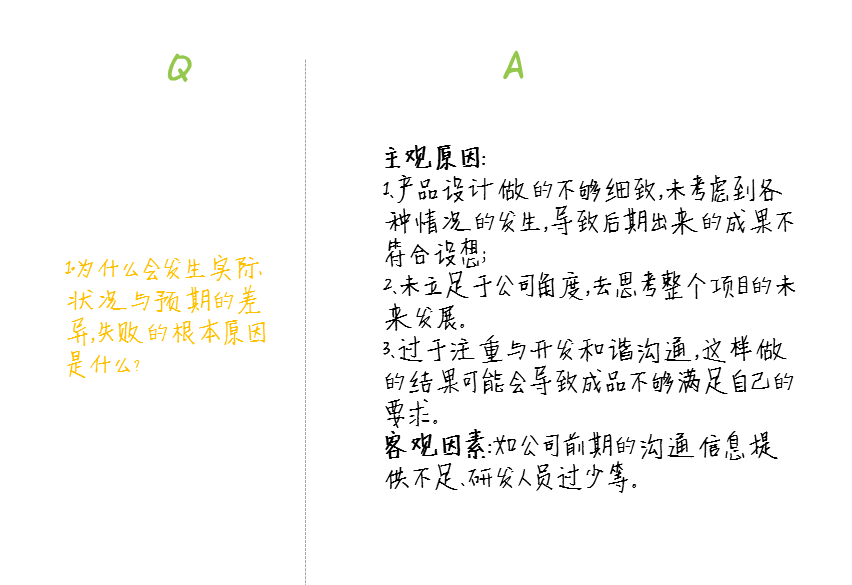 Q
1.为什么会发生实际、
状况与预期的差
异,失败的根本原因
是什么?
A
主观原因:
1、产品设计做的不够细致,未考虑到各
种情况的发生,导致后期出来的成果不
符合设想;
2、未立足于公司角度,去思考整个项目的未
来发展。
3、过于注重与开发和谐沟通,这样做
的结果可能会导致成品不够满足自己的
要求。
客观因素:如公司前期的沟通信息提
供不足、研发人员过少等。